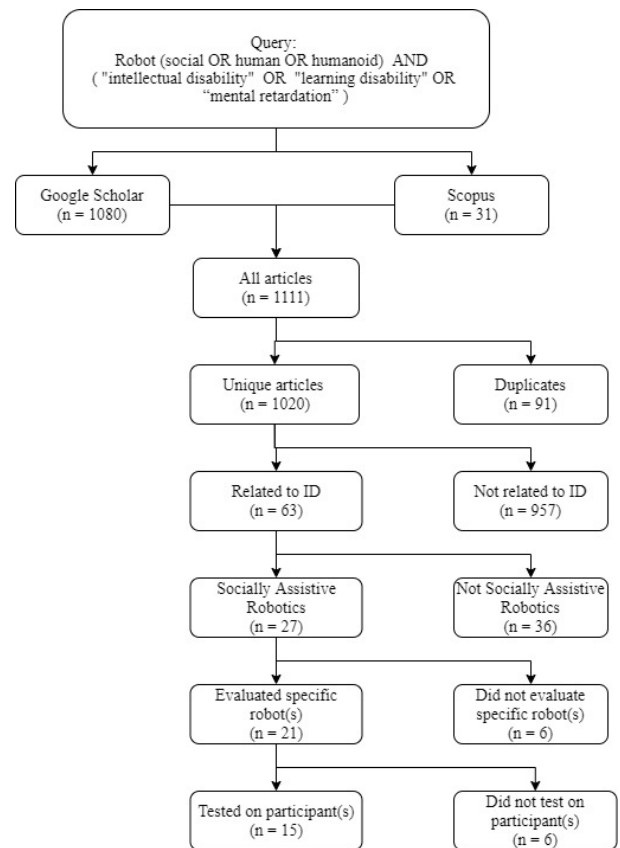 Query:
Robot (social OR human OR humanoid)  AND
( "intellectual disability"  OR  "learning disability" OR
“mental retardation” )
Google Scholar
(n = 1080)
Scopus
(n = 31)
All articles
(n = 1111)
Unique articles
(n = 1020)
Duplicates
(n = 91)
Related to ID
(n = 63)
Not related to ID
(n = 957)
Socially Assistive
Robotics
(n = 27)
Not Socially Assistive
Robotics
(n = 36)
Evaluated specific
robot(s)
(n = 21)
Did not evaluate
specific robot(s)
(n = 6)
Tested on participant(s)
(n = 15)
Did not test on
participant(s)
(n = 6)